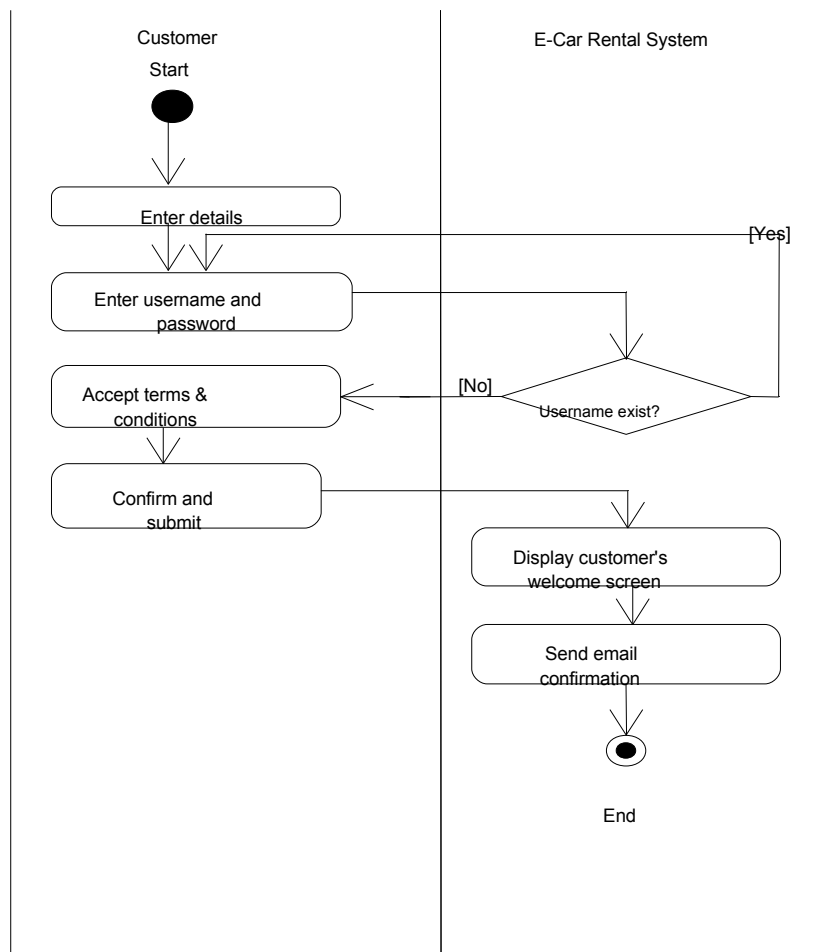 Customer
E-Car Rental System
Start
Enter details
[Yes]
Enter username and
password
Accept terms &
conditions
[No]
Username exist?
Confirm and
submit
Display customer's
welcome screen
Send email
confirmation
End